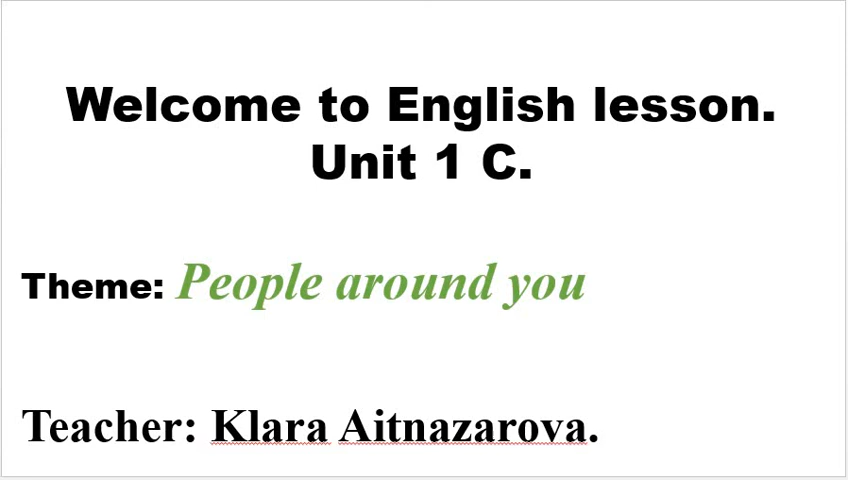 Welcome to English lesson.
Unit 1 C.
Theme: People around you
Teacher: Klara Aitnazarova.